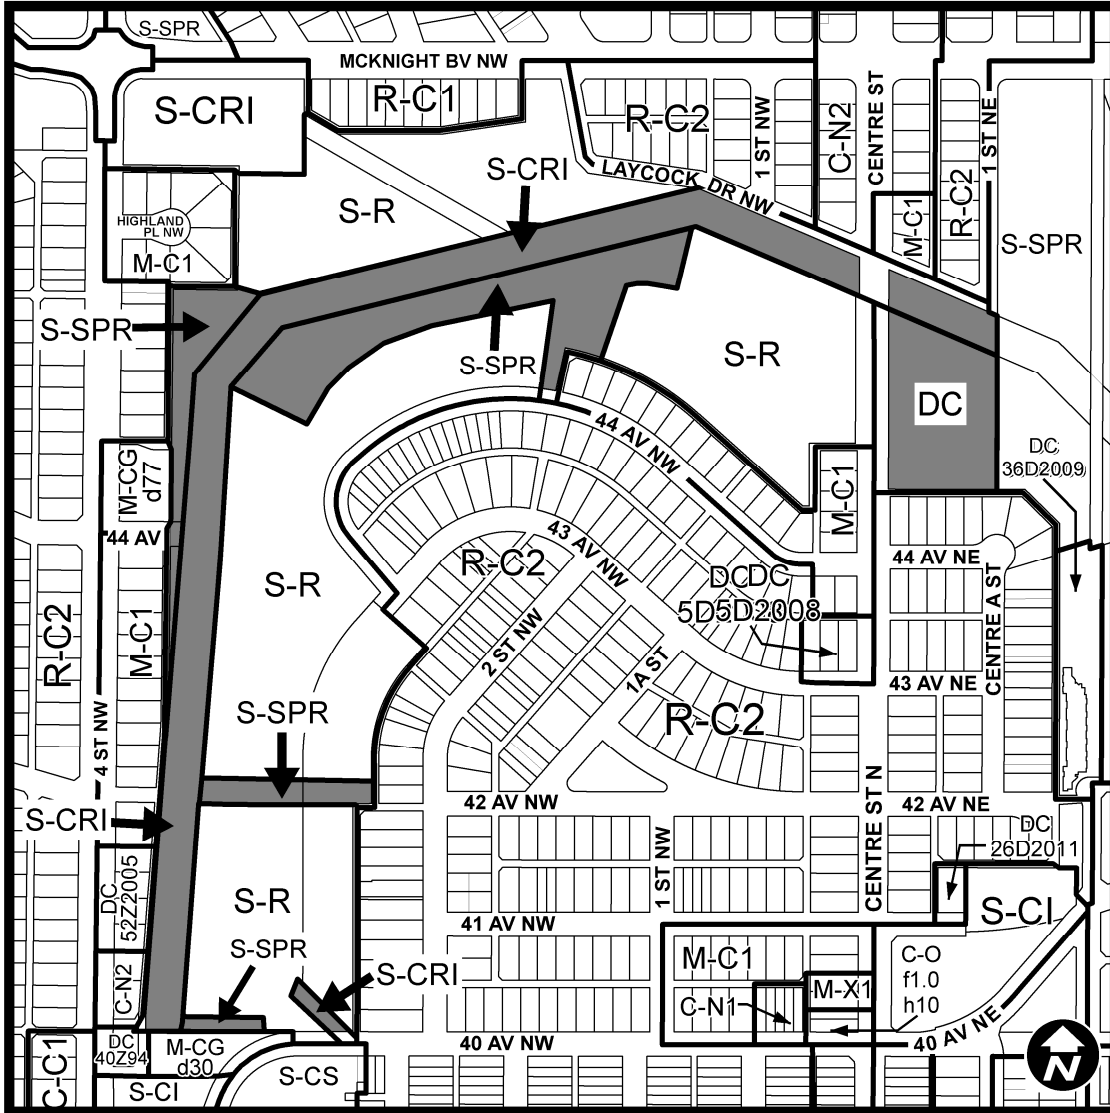 S-SPR
MCKNIGHT BV NW
S-CRI
R-C1
R-C2
1 ST NW
C-N2
CENTRE ST
1 ST NE
S-CRI
LAYCOCK DR NW
S-R
HIGHLAND
PL NW
M-C1
M-C1
R-C2
S-SPR
S-SPR
S-SPR
S-R
DC
44 AV NW
DC
36D2009
M-CG
d77
M-C1
44 AV
43 AV NW
R-C2
44 AV NE
S-R
DCDC
5D5D2008
R-C2
M-C1
2 ST NW
1A ST
CENTRE A ST
43 AV NE
S-SPR
R-C2
4 ST NW
42 AV NW
CENTRE ST N
42 AV NE
S-CRI
DC
26D2011
1 ST NW
DC
52Z2005
S-R
41 AV NW
S-CI
S-SPR
S-CRI
M-C1
C-O
f1.0
h10
C-N2
C-N1
M-X1
DC
40Z94
M-CG
d30
40 AV NW
40 AV NE
C-C1
S-CI
S-CS
N